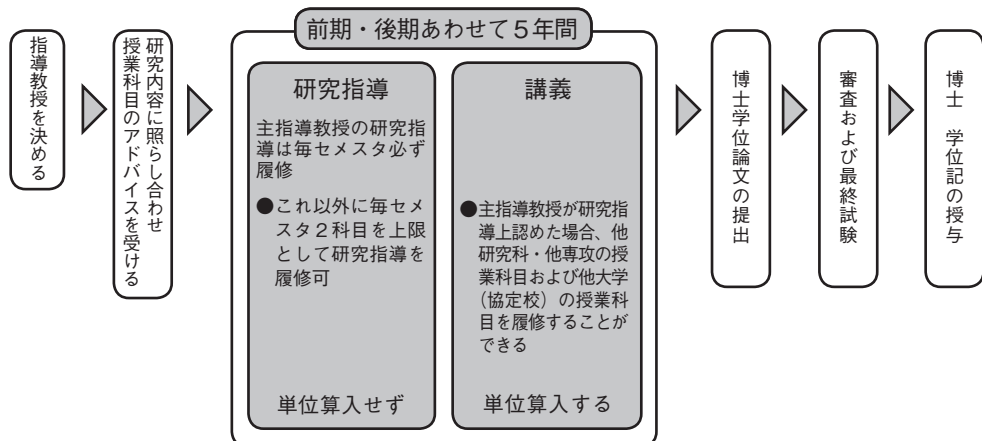 指導教授を決める
研究内容に照らし合わせ
授業科目のアドバイスを受ける
前期・後期あわせて5年間
研究指導
主指導教授の研究指
導は毎セメスタ必ず
履修
●これ以外に毎セメ
スタ2科目を上限
として研究指導を
履修可
単位算入せず
講義
●主指導教授が研究指
導上認めた場合、他
研究科・他専攻の授
業科目および他大学
(協定校)の授業科
目を履修することが
できる
単位算入する
博士学位論文の提出
審査および最終試験
博士 学位記の授与